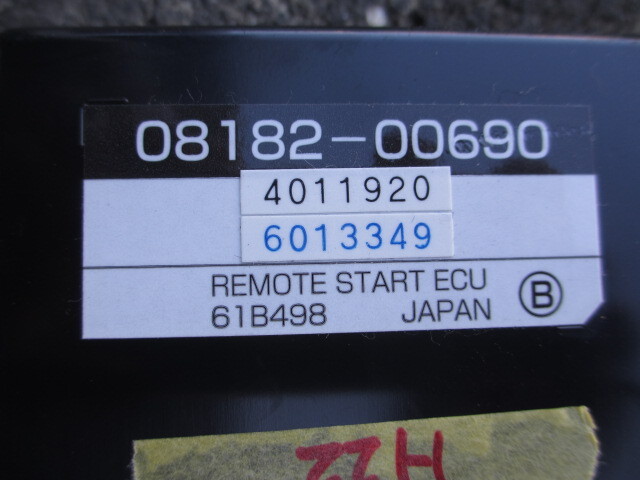 08182-00690
4011920
6013349
REMOTE START ECU
61B498 JAPAN Ⓑ
H22